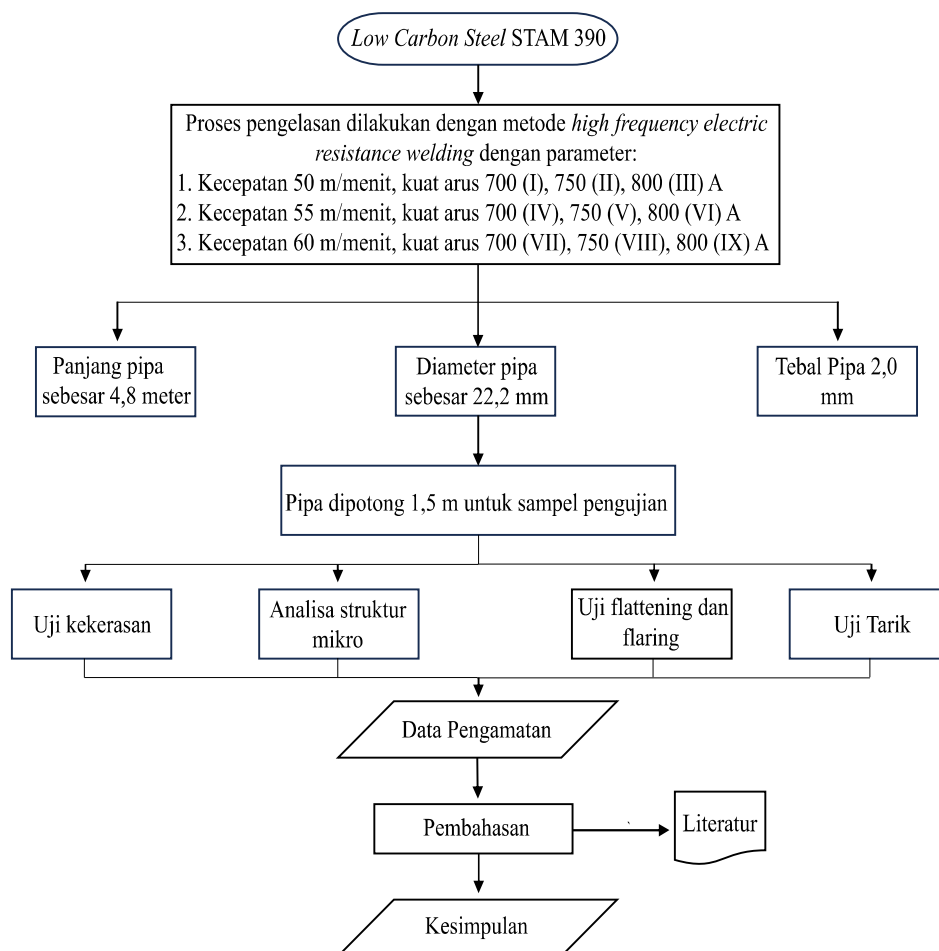 Low Carbon Steel STAM 390
Proses pengelasan dilakukan dengan metode high frequency electric
resistance welding dengan parameter:
1. Kecepatan 50 m/menit, kuat arus 700 (I), 750 (II), 800 (III) A
2. Kecepatan 55 m/menit, kuat arus 700 (IV), 750 (V), 800 (VI) A
3. Kecepatan 60 m/menit, kuat arus 700 (VII), 750 (VIII), 800 (IX) A
Panjang pipa
sebesar 4,8 meter
Diameter pipa
sebesar 22,2 mm
Tebal Pipa 2,0
mm
Pipa dipotong 1,5 m untuk sampel pengujian
Uji kekerasan
Analisa struktur
mikro
Uji flattening dan
flaring
Uji Tarik
Data Pengamatan
Pembahasan
Literatur
Kesimpulan